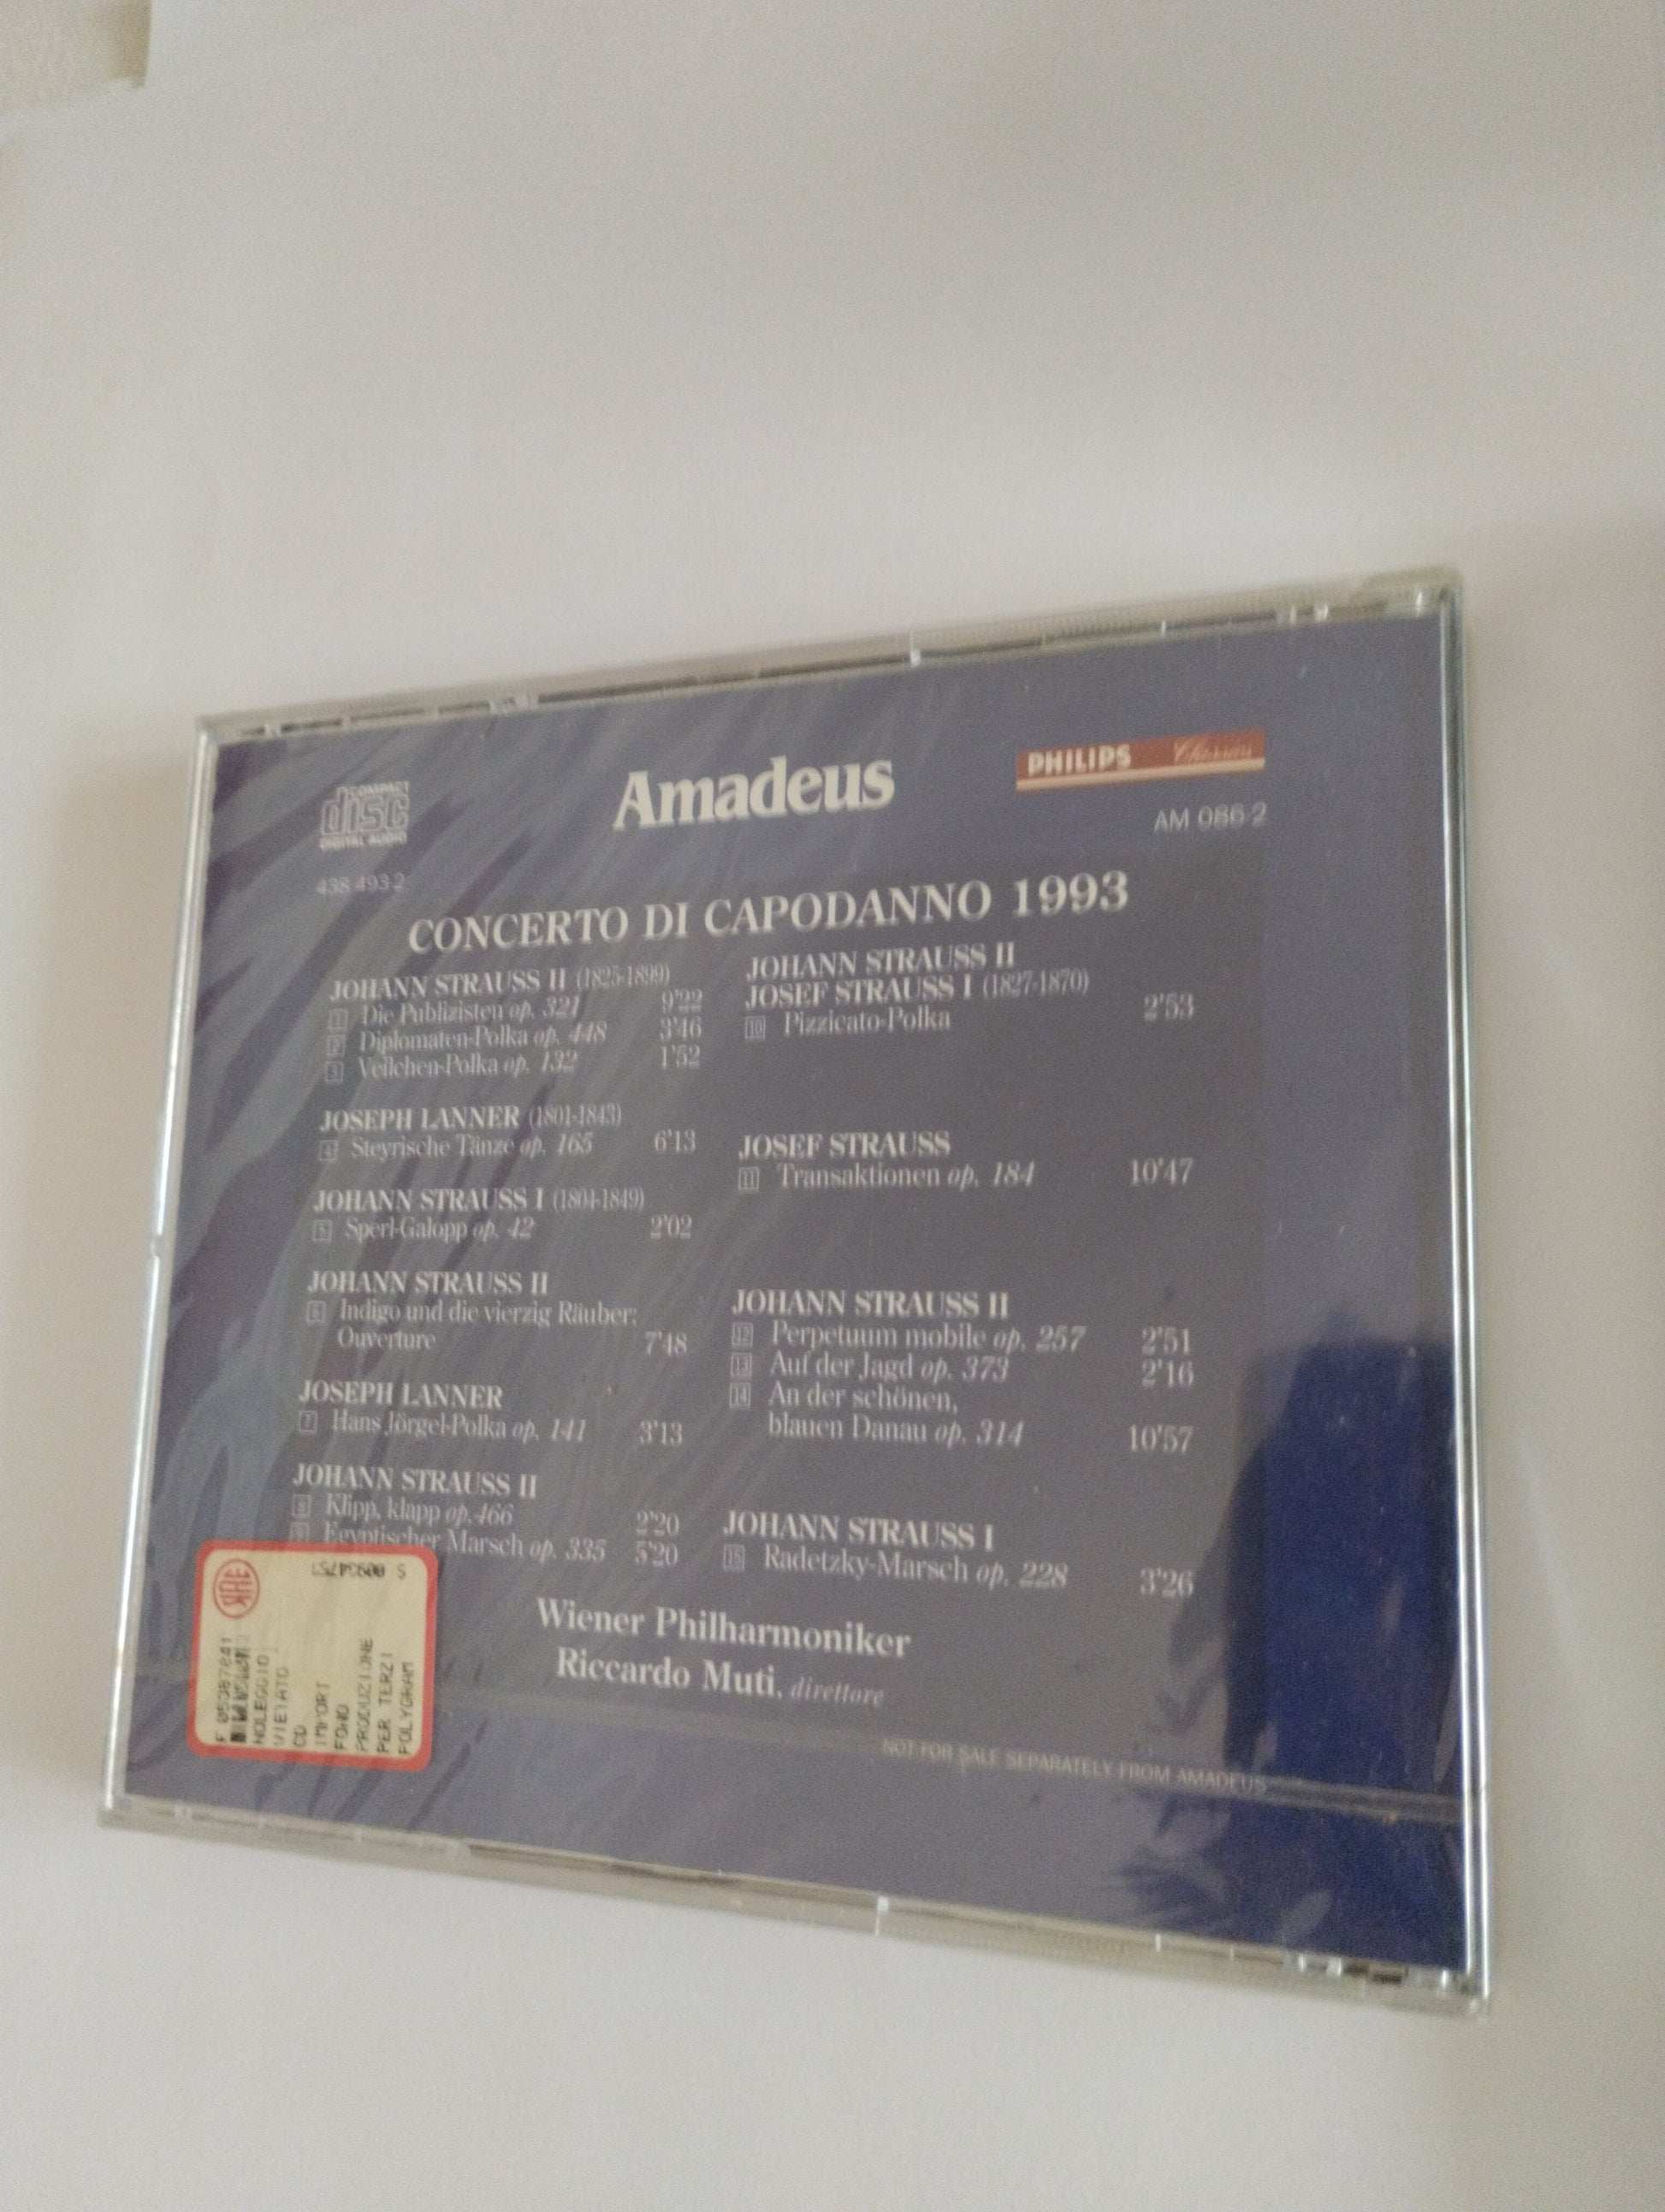 COMPACT
disc
DIGITAL AUDIO
Amadeus
PHILIPS Classics
AM 086-2
438 493-2
CONCERTO DI CAPODANNO 1993
JOHANN STRAUSS II (1825-1899)
1 Die Publizisten op. 321 9'22
2 Diplomaten-Polka op. 448 3'46
3 Veilchen-Polka op. 132 1'52
JOSEPH LANNER (1801-1843)
4 Steyrische Tänze op. 165 6'13
JOHANN STRAUSS I (1804-1849)
5 Sperl-Galopp op. 42 2'02
JOHANN STRAUSS II
6 Indigo und die vierzig Räuber:
Ouverture 7'48
JOSEPH LANNER
7 Hans Jörgel-Polka op. 141 3'13
JOHANN STRAUSS II
8 Klipp, klapp op.466 2'20
9 Egyptischer Marsch op. 335 5'20
JOHANN STRAUSS II
JOSEF STRAUSS I (1827-1870)
10 Pizzicato-Polka 2'53
JOSEF STRAUSS
11 Transaktionen op. 184 10'47
JOHANN STRAUSS II
12 Perpetuum mobile op. 257 2'51
13 Auf der Jagd op. 373 2'16
14 An der schönen,
blauen Danau op. 314 10'57
JOHANN STRAUSS I
15 Radetzky-Marsch op. 228 3'26
Wiener Philharmoniker
Riccardo Muti, direttore
NOT FOR SALE SEPARATELY FROM AMADEUS
NOLEGGIO
VIETATO
CD
IMPORT
FONO
PRODUZIONE
PER TERZI
POLYGRAM